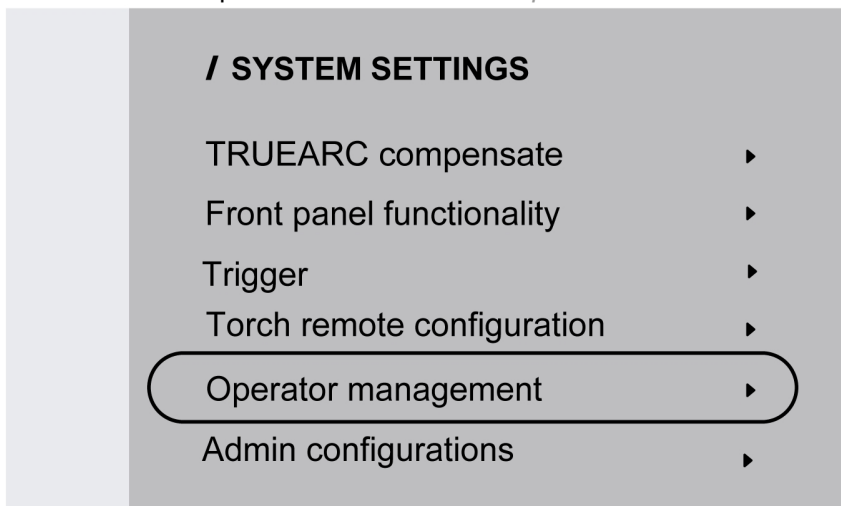 / SYSTEM SETTINGS
TRUEARC compensate
Front panel functionality
Trigger
Torch remote configuration
Operator management
Admin configurations